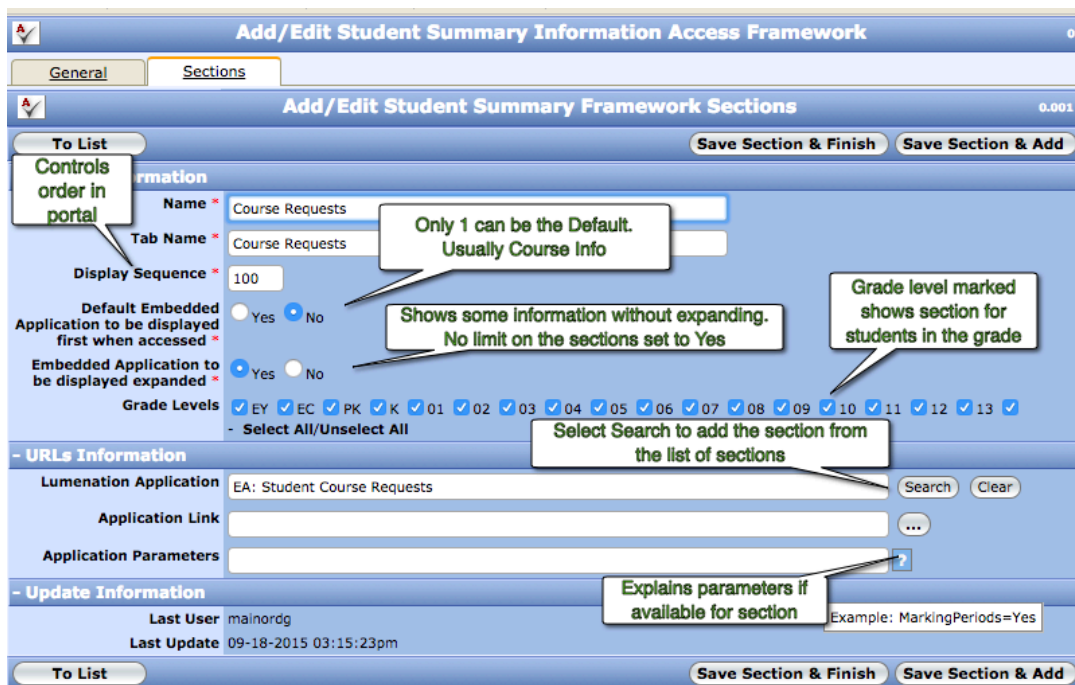 Add/Edit Student Summary Information Access Framework
General Sections
Add/Edit Student Summary Framework Sections 0.001
To List Save Section & Finish Save Section & Add
Controls
order in
portal
Name * Course Requests
Tab Name * Course Requests
Only 1 can be the Default.
Usually Course Info
Display Sequence * 100
Default Embedded
Application to be displayed
first when accessed *
Yes No
Grade level marked
shows section for
students in the grade
Shows some information without expanding.
No limit on the sections set to Yes
Embedded Application to
be displayed expanded *
Yes No
Grade Levels EY EC PK K 01 02 03 04 05 06 07 08 09 10 11 12 13
- Select All/Unselect All
Select Search to add the section from
the list of sections
- URLs Information
Lumenation Application EA: Student Course Requests Search Clear
Application Link ...
Application Parameters ?
Explains parameters if
available for section
Example: MarkingPeriods=Yes
- Update Information
Last User mainordg
Last Update 09-18-2015 03:15:23pm
To List Save Section & Finish Save Section & Add